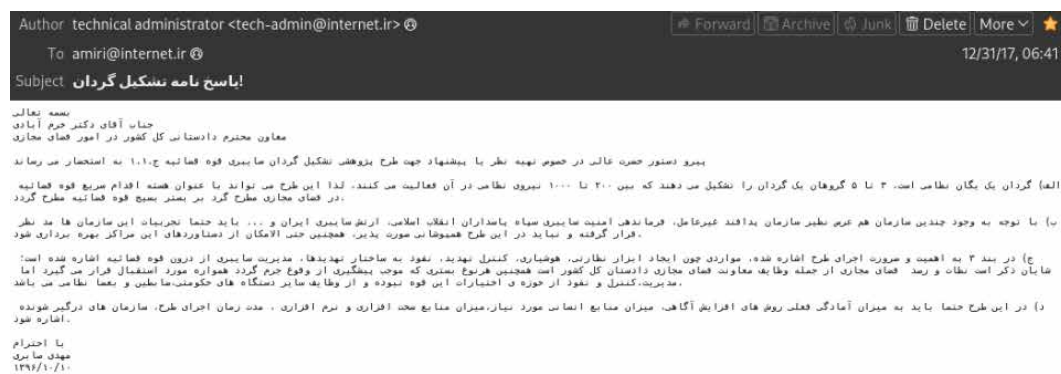 Author technical administrator <tech-admin@internet.ir>
Forward Archive Junk Delete More
To amiri@internet.ir
12/31/17, 06:41
Subject پاسخ نامه تشکیل گردان!
بسمه تعالی
جناب آقای دکتر خرم آبادی
معاون محترم دادستانی کل کشور در امور فضای مجازی
پیرو دستور حضرت عالی در خصوص تهیه نظر یا پیشنهاد جهت طرح پژوهشی تشکیل گردان سایبری قوه قضائیه ج.۱.۱ به استحضار می رساند
الف) گردان یک یگان نظامی است. ۳ تا ۵ گروهان یک گردان را تشکیل می دهند که بین ۲۰۰ تا ۱۰۰۰ نیروی نظامی در آن فعالیت می کنند. لذا این طرح می تواند با عنوان هسته اقدام سریع قوه قضائیه
در فضای مجازی مطرح گرد بر بستر بسیج قوه قضائیه مطرح گردد.
ب) با توجه به وجود چندین سازمان هم عرض نظیر سازمان پدافند غیرعامل، فرماندهی امنیت سایبری سپاه پاسداران انقلاب اسلامی، ارتش سایبری ایران و ... باید حتما تجربیات این سازمان ها مد نظر
قرار گرفته و نباید در این طرح همپوشانی صورت پذیر. همچنین حتی الامکان از دستاوردهای این مراکز بهره برداری شود.
ج) در بند ۳ به اهمیت و ضرورت اجرای طرح اشاره شده، مواردی چون ایجاد ابزار نظارتی، هوشیاری، کنترل تهدید، نفوذ به ساختار تهدیدها، مدیریت سایبری از درون قوه قضائیه اشاره شده است؛
شایان ذکر است نظات و رصد فضای مجازی از جمله وظایف معاونت فضای مجازی دادستان کل کشور است همچنین هرنوع بستری که موجب پیشگیری از وقوع جرم گردد همواره مورد استقبال قرار می گیرد اما
مدیریت،کنترل و نفوذ از حوزه ی اختیارات این قوه نبوده و از وظایف سایر دستگاه های حکومتی،ضابطین و بعضا نظامی می باشد.
د) در این طرح حتما باید به میزان آمادگی فعلی روش های افزایش آگاهی، میزان منابع انسانی مورد نیاز،میزان منابع سخت افزاری و نرم افزاری ، مدت زمان اجرای طرح، سازمان های درگیر شونده
اشاره شود.
با احترام
مهدی صابری
۱۳۹۶/۱۰/۱۰